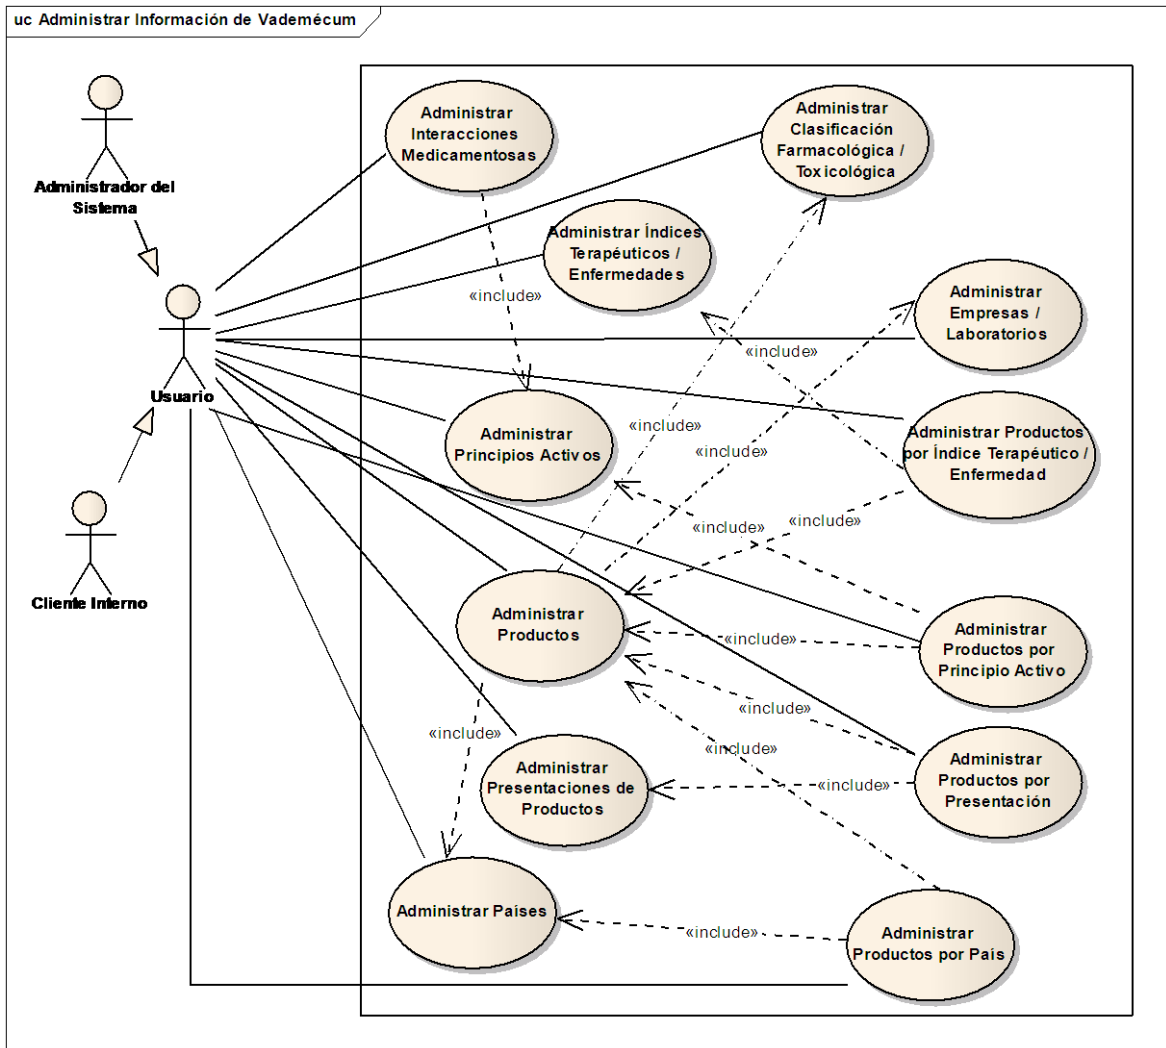 uc Administrar Información de Vademécum
Administrar
Interacciones
Medicamentosas
Administrar
Clasificación
Farmacológica /
Toxicológica
Administrador del
Sistema
Administrar Índices
Terapéuticos /
Enfermedades
«include»
Administrar
Empresas /
Laboratorios
«include»
Usuario
Administrar
Principios Activos
«include»
«include»
Administrar Productos
por Índice Terapéutico /
Enfermedad
«include»
«include»
Cliente Interno
Administrar
Productos
«include»
Administrar
Productos por
Principio Activo
«include»
«include»
«include»
Administrar
Presentaciones de
Productos
«include»
Administrar
Productos por
Presentación
Administrar Países
«include»
Administrar
Productos por País